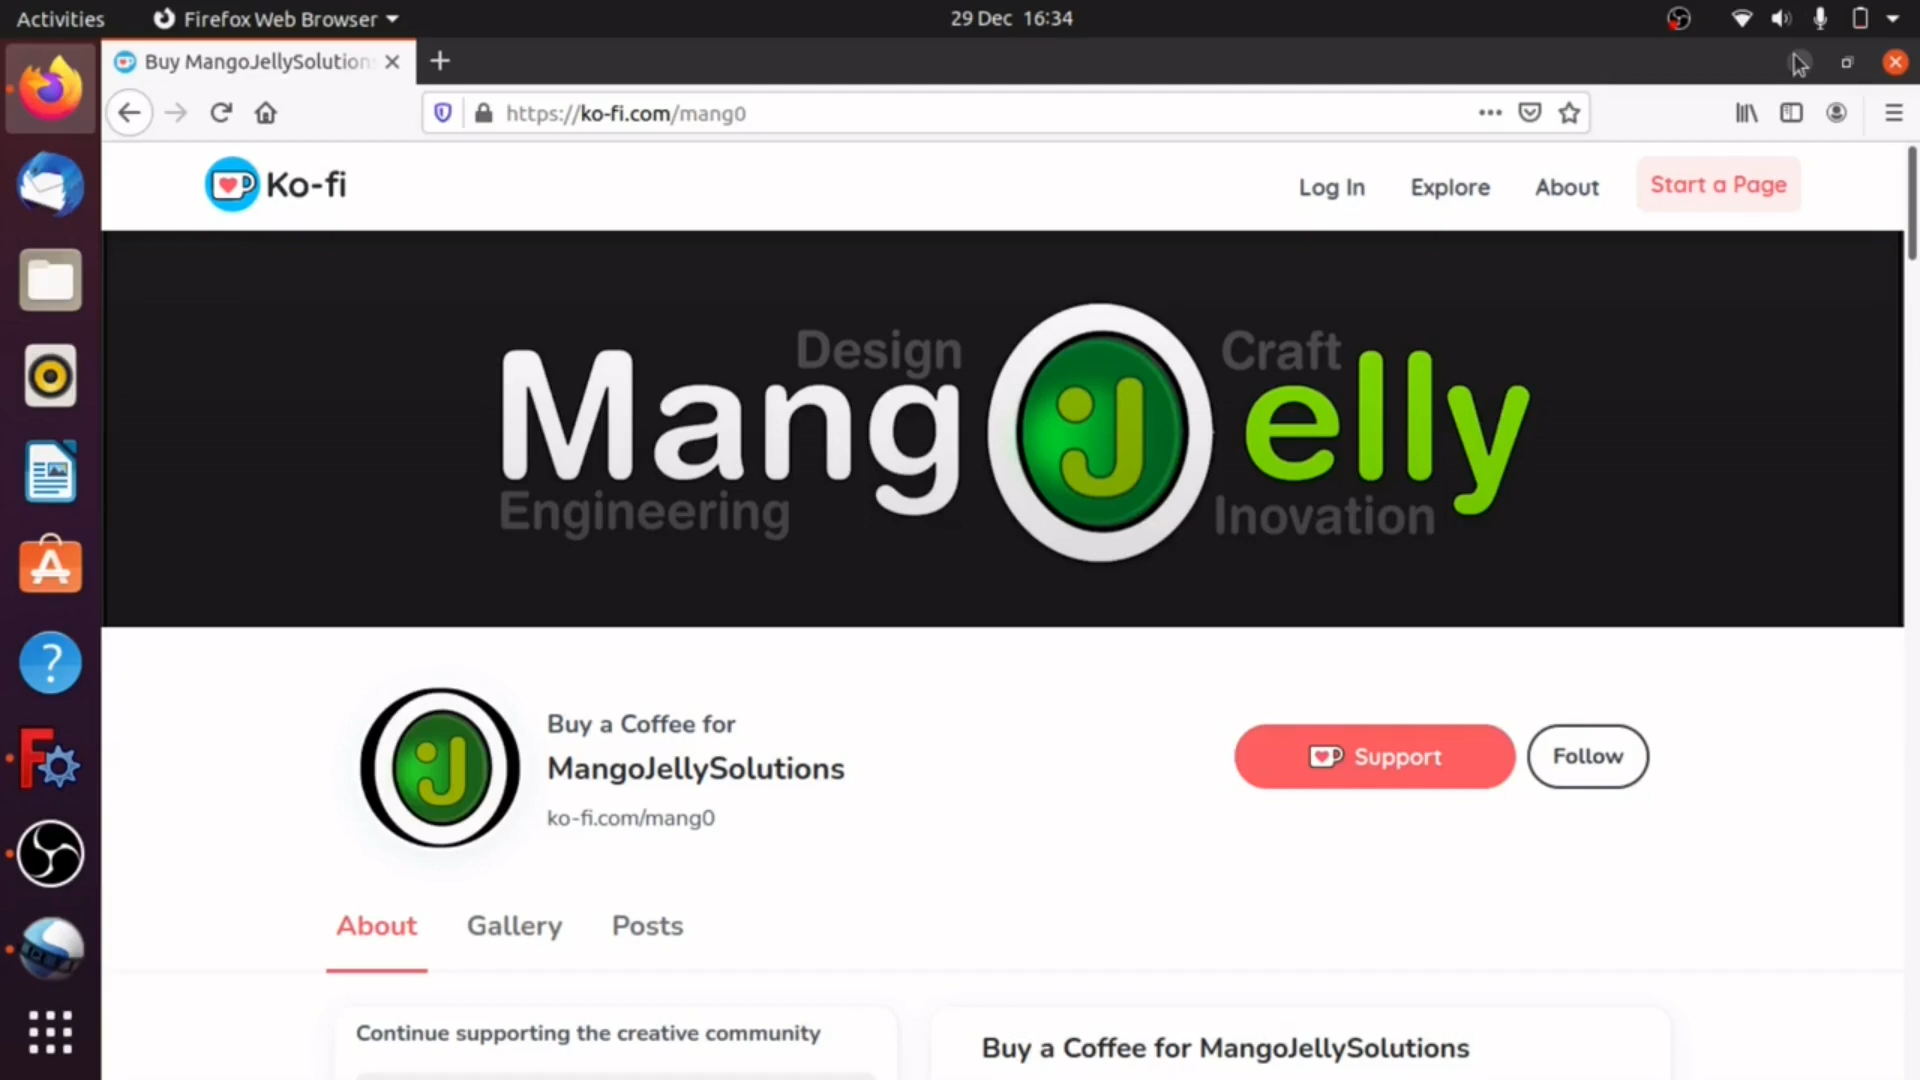 Activities Firefox Web Browser 29 Dec 16:34
Buy MangoJellySolution
https://ko-fi.com/mang0
Ko-fi Log In Explore About Start a Page
Design Craft
Mang J elly
Engineering Inovation
Buy a Coffee for
MangoJellySolutions
ko-fi.com/mang0
Support Follow
About Gallery Posts
Continue supporting the creative community
Buy a Coffee for MangoJellySolutions